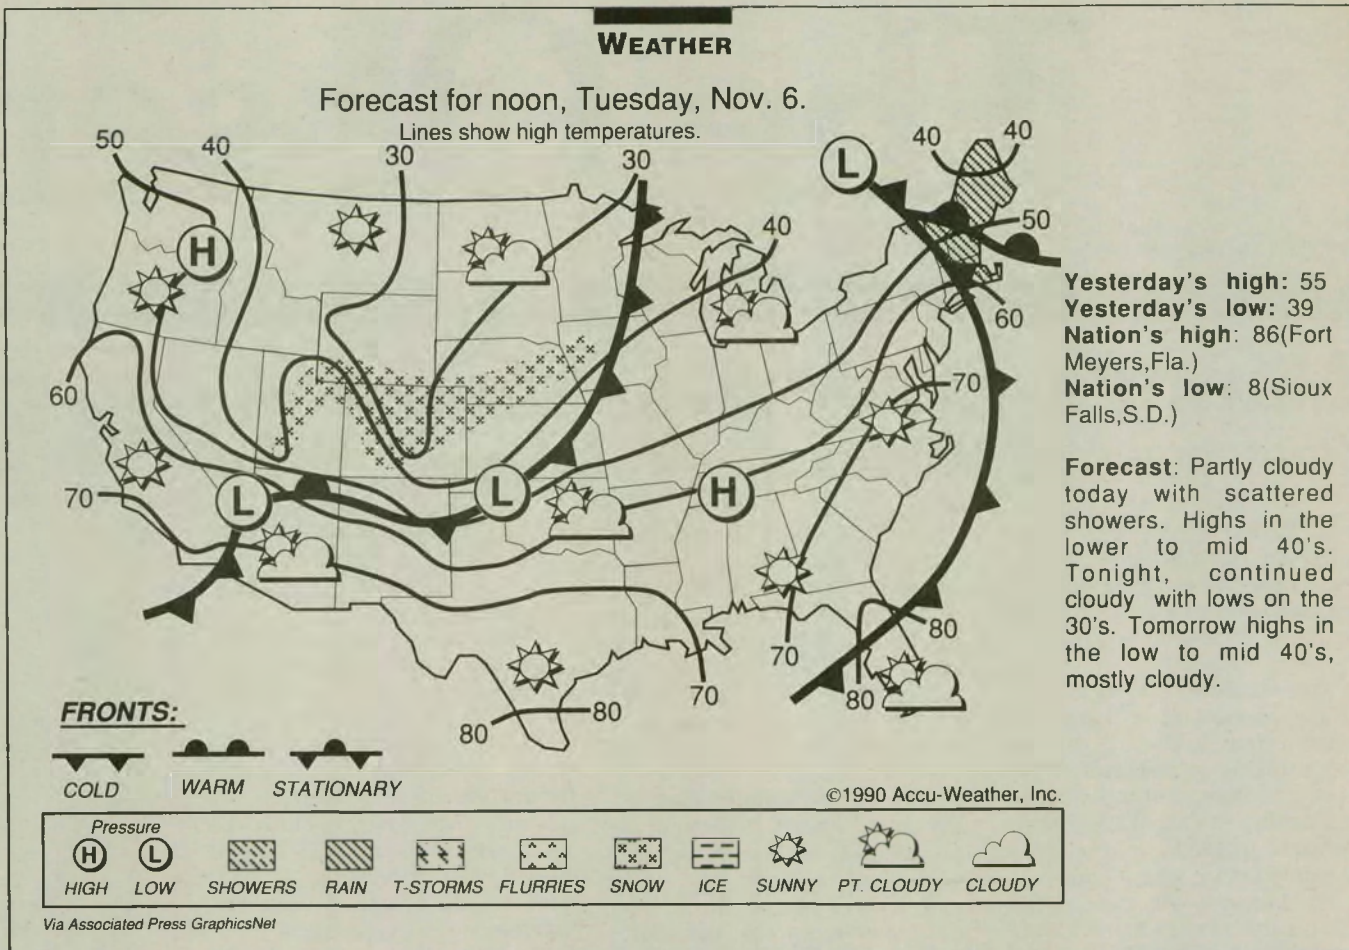 WEATHER
Forecast for noon, Tuesday, Nov. 6.
Lines show high temperatures.
50
40
30
30
L
40
40
50
40
H
60
60
70
70
L
L
H
70
80
70
80
70
80
80
Yesterday's high: 55
Yesterday's low: 39
Nation's high: 86(Fort
Meyers,Fla.)
Nation's low: 8(Sioux
Falls,S.D.)
Forecast: Partly cloudy
today with scattered
showers. Highs in the
lower to mid 40's.
Tonight, continued
cloudy with lows on the
30's. Tomorrow highs in
the low to mid 40's,
mostly cloudy.
FRONTS:
COLD WARM STATIONARY
©1990 Accu-Weather, Inc.
Pressure
H L
HIGH LOW SHOWERS RAIN T-STORMS FLURRIES SNOW ICE SUNNY PT. CLOUDY CLOUDY
Via Associated Press GraphicsNet